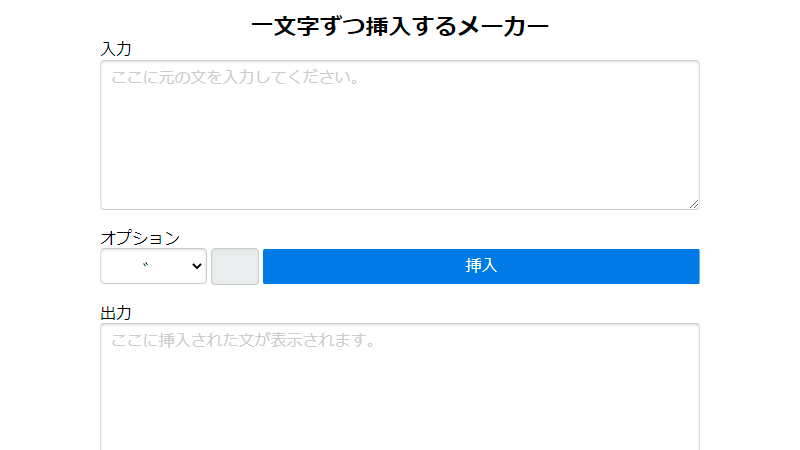 一文字ずつ挿入するメーカー
入力
ここに元の文を入力してください。
オプション
゛ 挿入
出力
ここに挿入された文が表示されます。